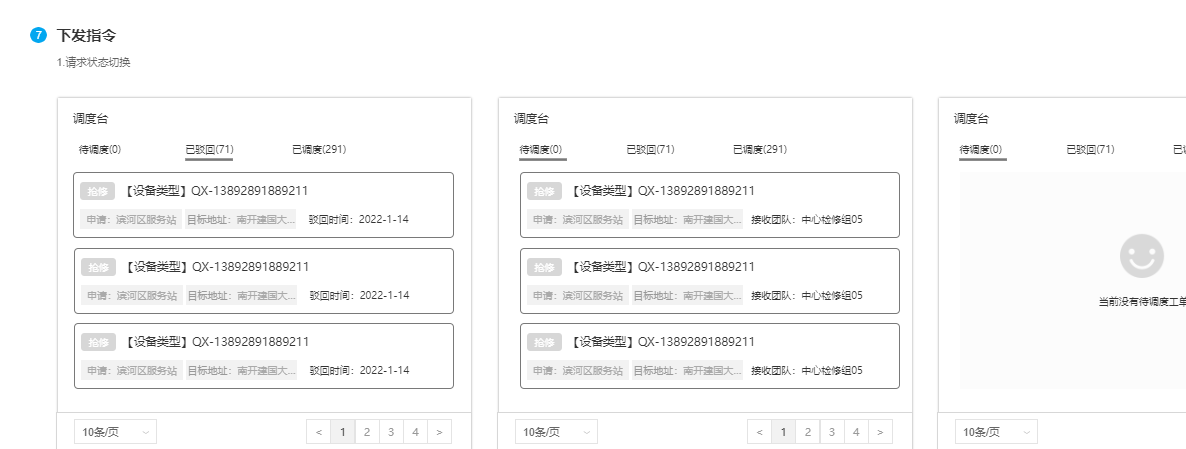 7 下发指令
1.请求状态切换
调度台
待调度(0) 已驳回(71) 已调度(291)
抢修 【设备类型】QX-13892891889211
申请：滨河区服务站 目标地址：南开建国大... 驳回时间：2022-1-14
抢修 【设备类型】QX-13892891889211
申请：滨河区服务站 目标地址：南开建国大... 驳回时间：2022-1-14
抢修 【设备类型】QX-13892891889211
申请：滨河区服务站 目标地址：南开建国大... 驳回时间：2022-1-14
10条/页 < 1 2 3 4 >
调度台
待调度(0) 已驳回(71) 已调度(291)
抢修 【设备类型】QX-13892891889211
申请：滨河区服务站 目标地址：南开建国大... 接收团队：中心检修组05
抢修 【设备类型】QX-13892891889211
申请：滨河区服务站 目标地址：南开建国大... 接收团队：中心检修组05
抢修 【设备类型】QX-13892891889211
申请：滨河区服务站 目标地址：南开建国大... 接收团队：中心检修组05
10条/页 < 1 2 3 4 >
调度台
待调度(0) 已驳回(71) 已
当前没有待调度工单
10条/页